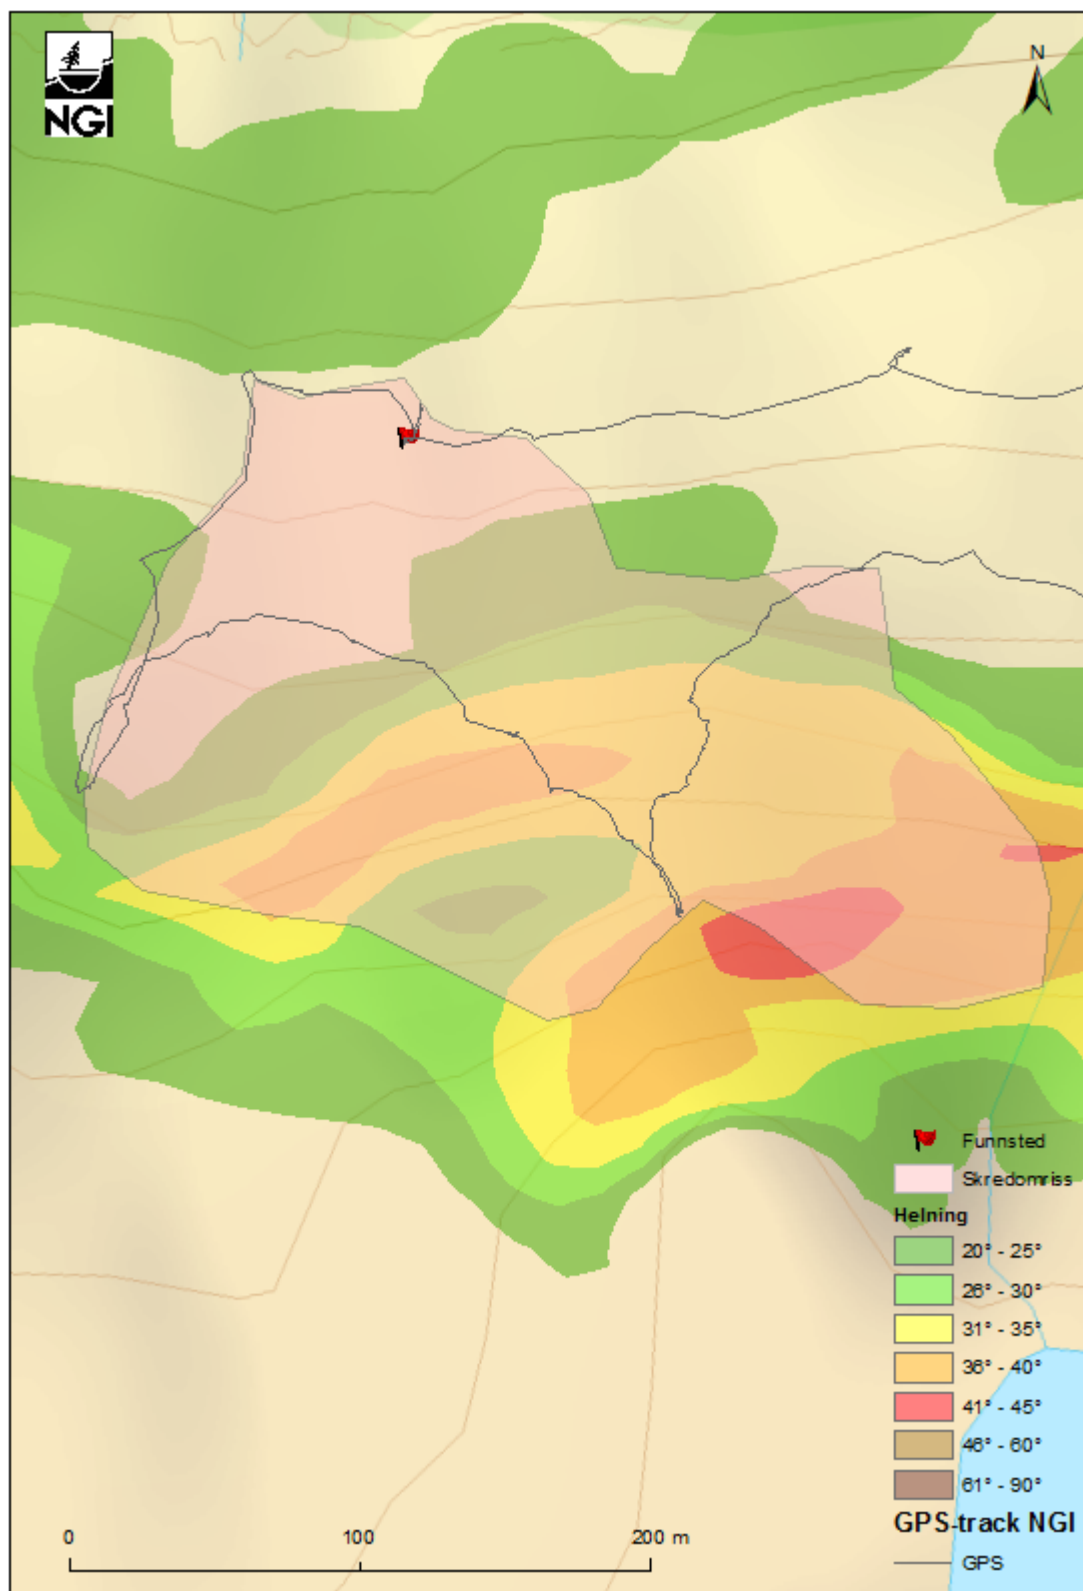 NGI
N
Funnsted
Skredomriss
Helning
20° - 25°
26° - 30°
31° - 35°
36° - 40°
41° - 45°
46° - 60°
61° - 90°
GPS-track NGI
GPS
0 100 200 m